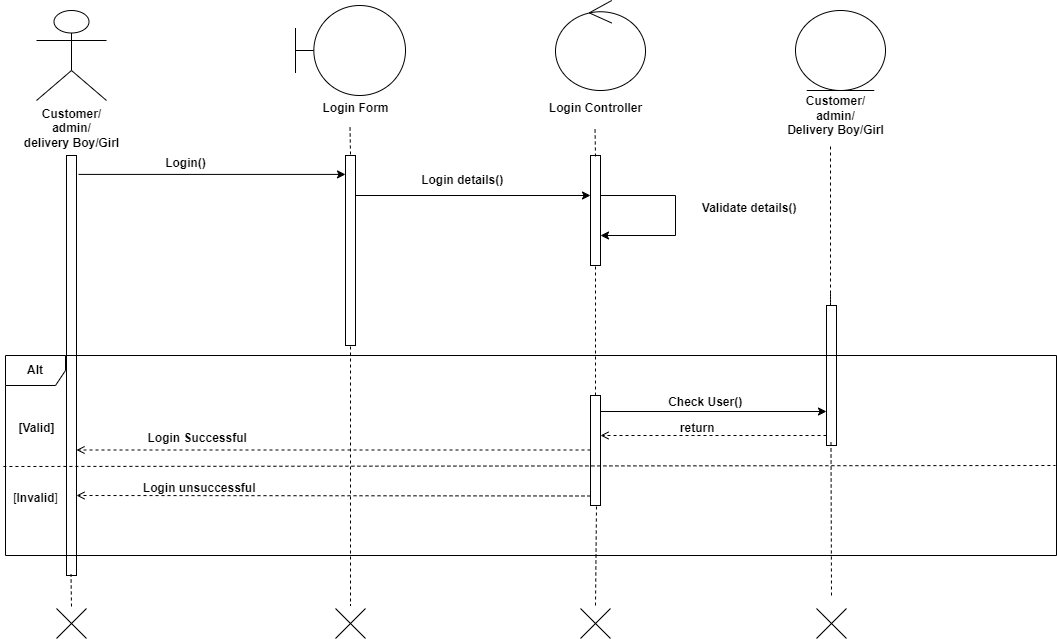 Customer/
admin/
delivery Boy/Girl
Login Form
Login Controller
Customer/
admin/
Delivery Boy/Girl
Login()
Login details()
Validate details()
Alt
[Valid]
Check User()
return
Login Successful
[Invalid]
Login unsuccessful